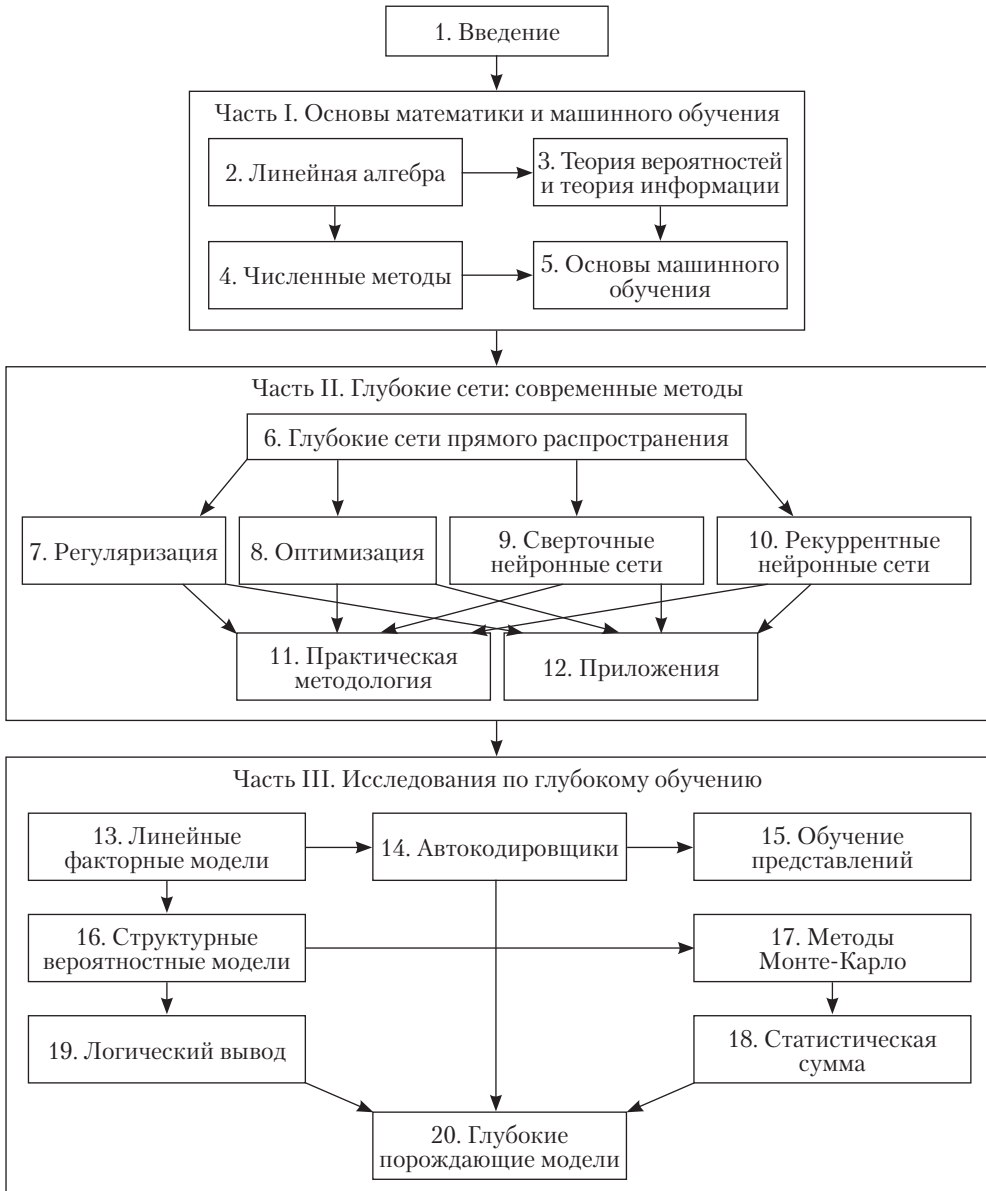 1. Введение
Часть I. Основы математики и машинного обучения
2. Линейная алгебра
3. Теория вероятностей
и теория информации
4. Численные методы
5. Основы машинного
обучения
Часть II. Глубокие сети: современные методы
6. Глубокие сети прямого распространения
7. Регуляризация
8. Оптимизация
9. Сверточные
нейронные сети
10. Рекуррентные
нейронные сети
11. Практическая
методология
12. Приложения
Часть III. Исследования по глубокому обучению
13. Линейные
факторные модели
14. Автокодировщики
15. Обучение
представлений
16. Структурные
вероятностные модели
17. Методы
Монте-Карло
19. Логический вывод
18. Статистическая
сумма
20. Глубокие
порождающие модели